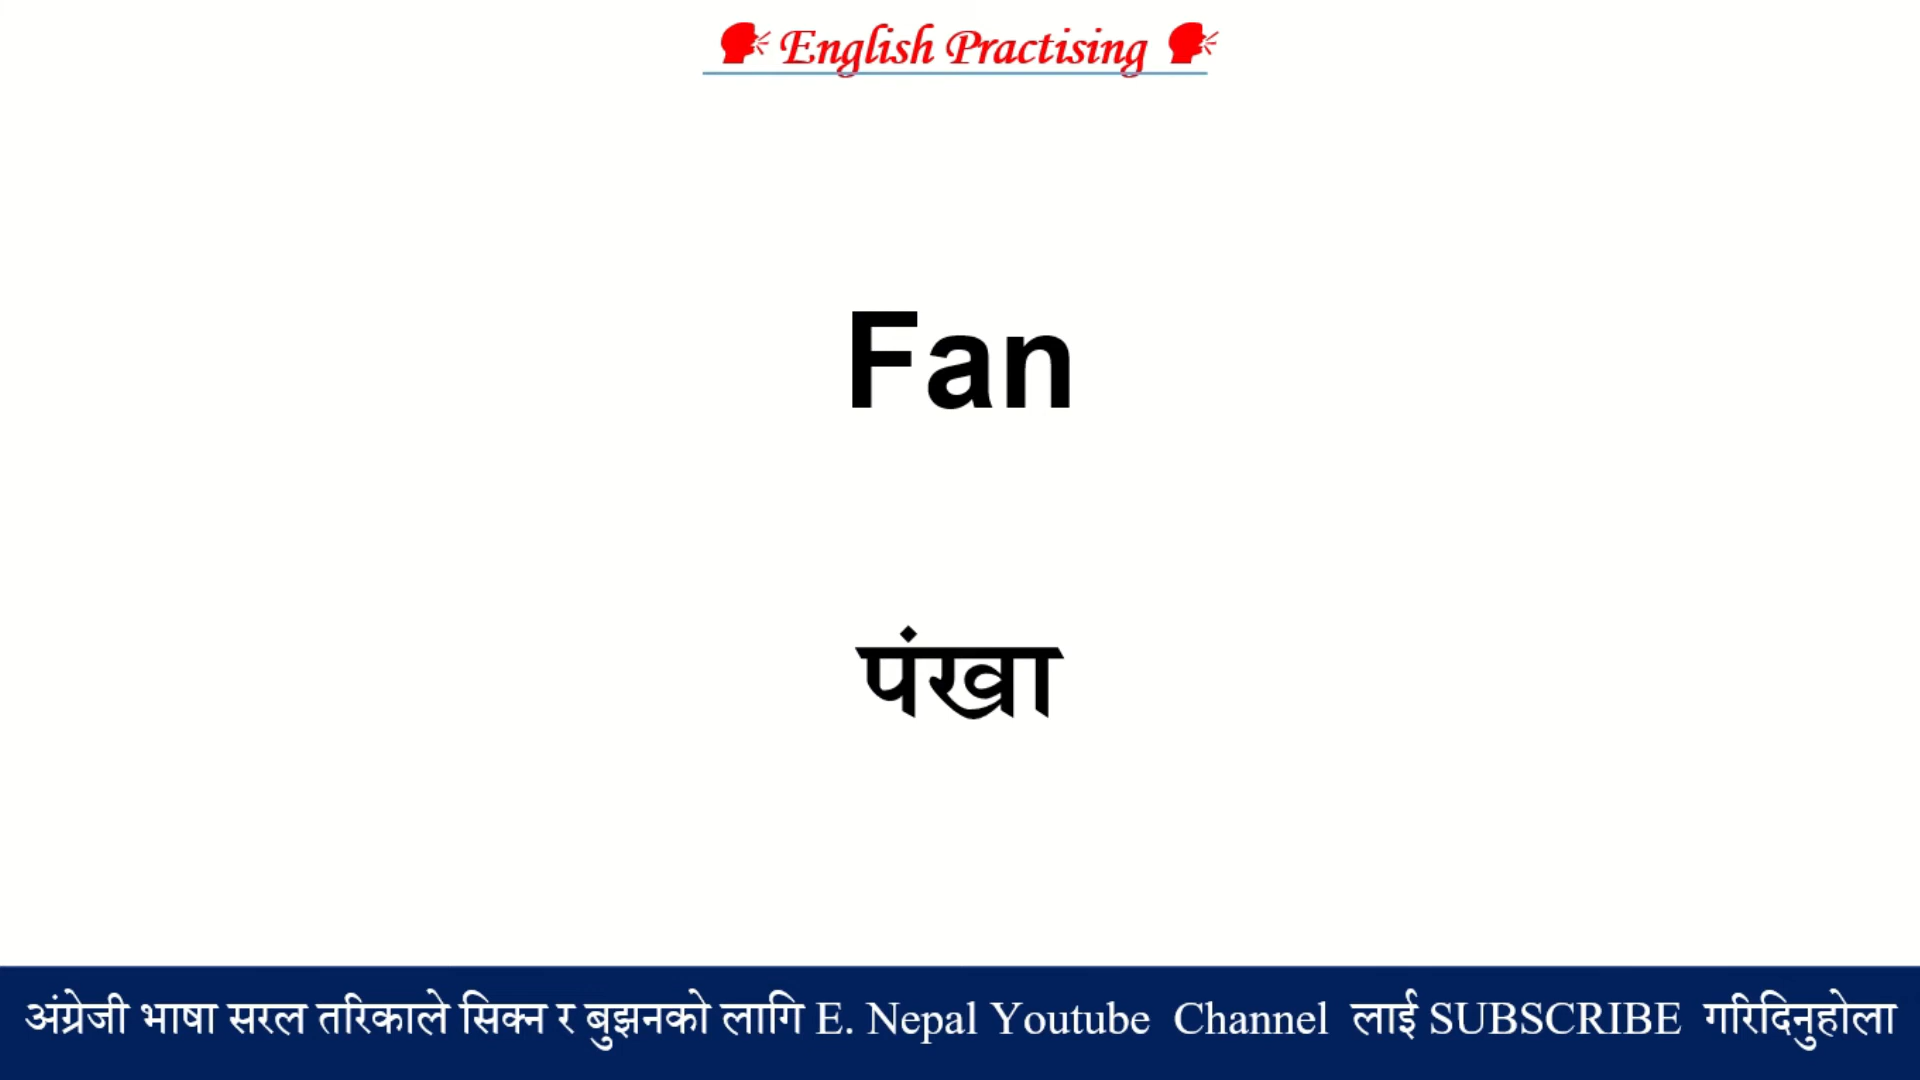 English Practising
Fan
पंखा
अंग्रेजी भाषा सरल तरिकाले सिक्न र बुझनको लागि E. Nepal Youtube Channel लाई SUBSCRIBE गरिदिनुहोला